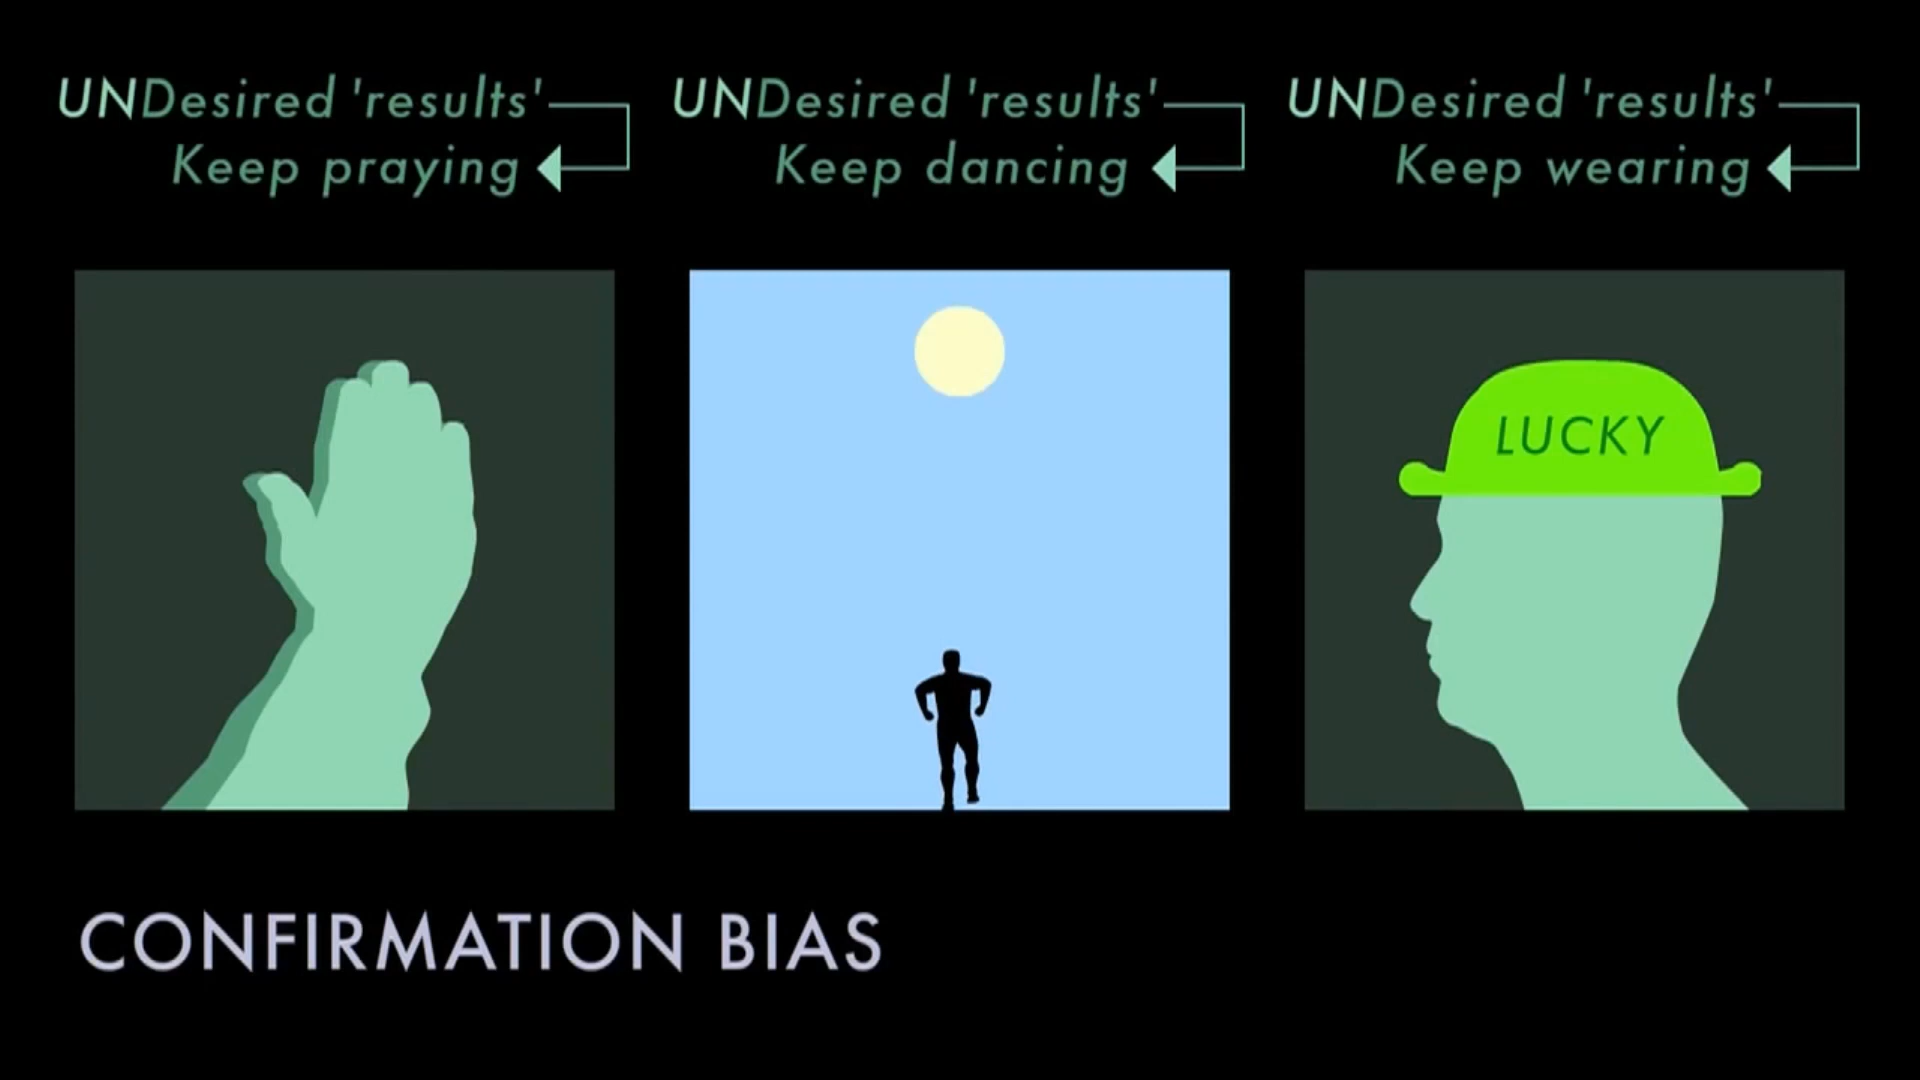 UNDesired 'results'
Keep praying
UNDesired 'results'
Keep dancing
UNDesired 'results'
Keep wearing
LUCKY
CONFIRMATION BIAS